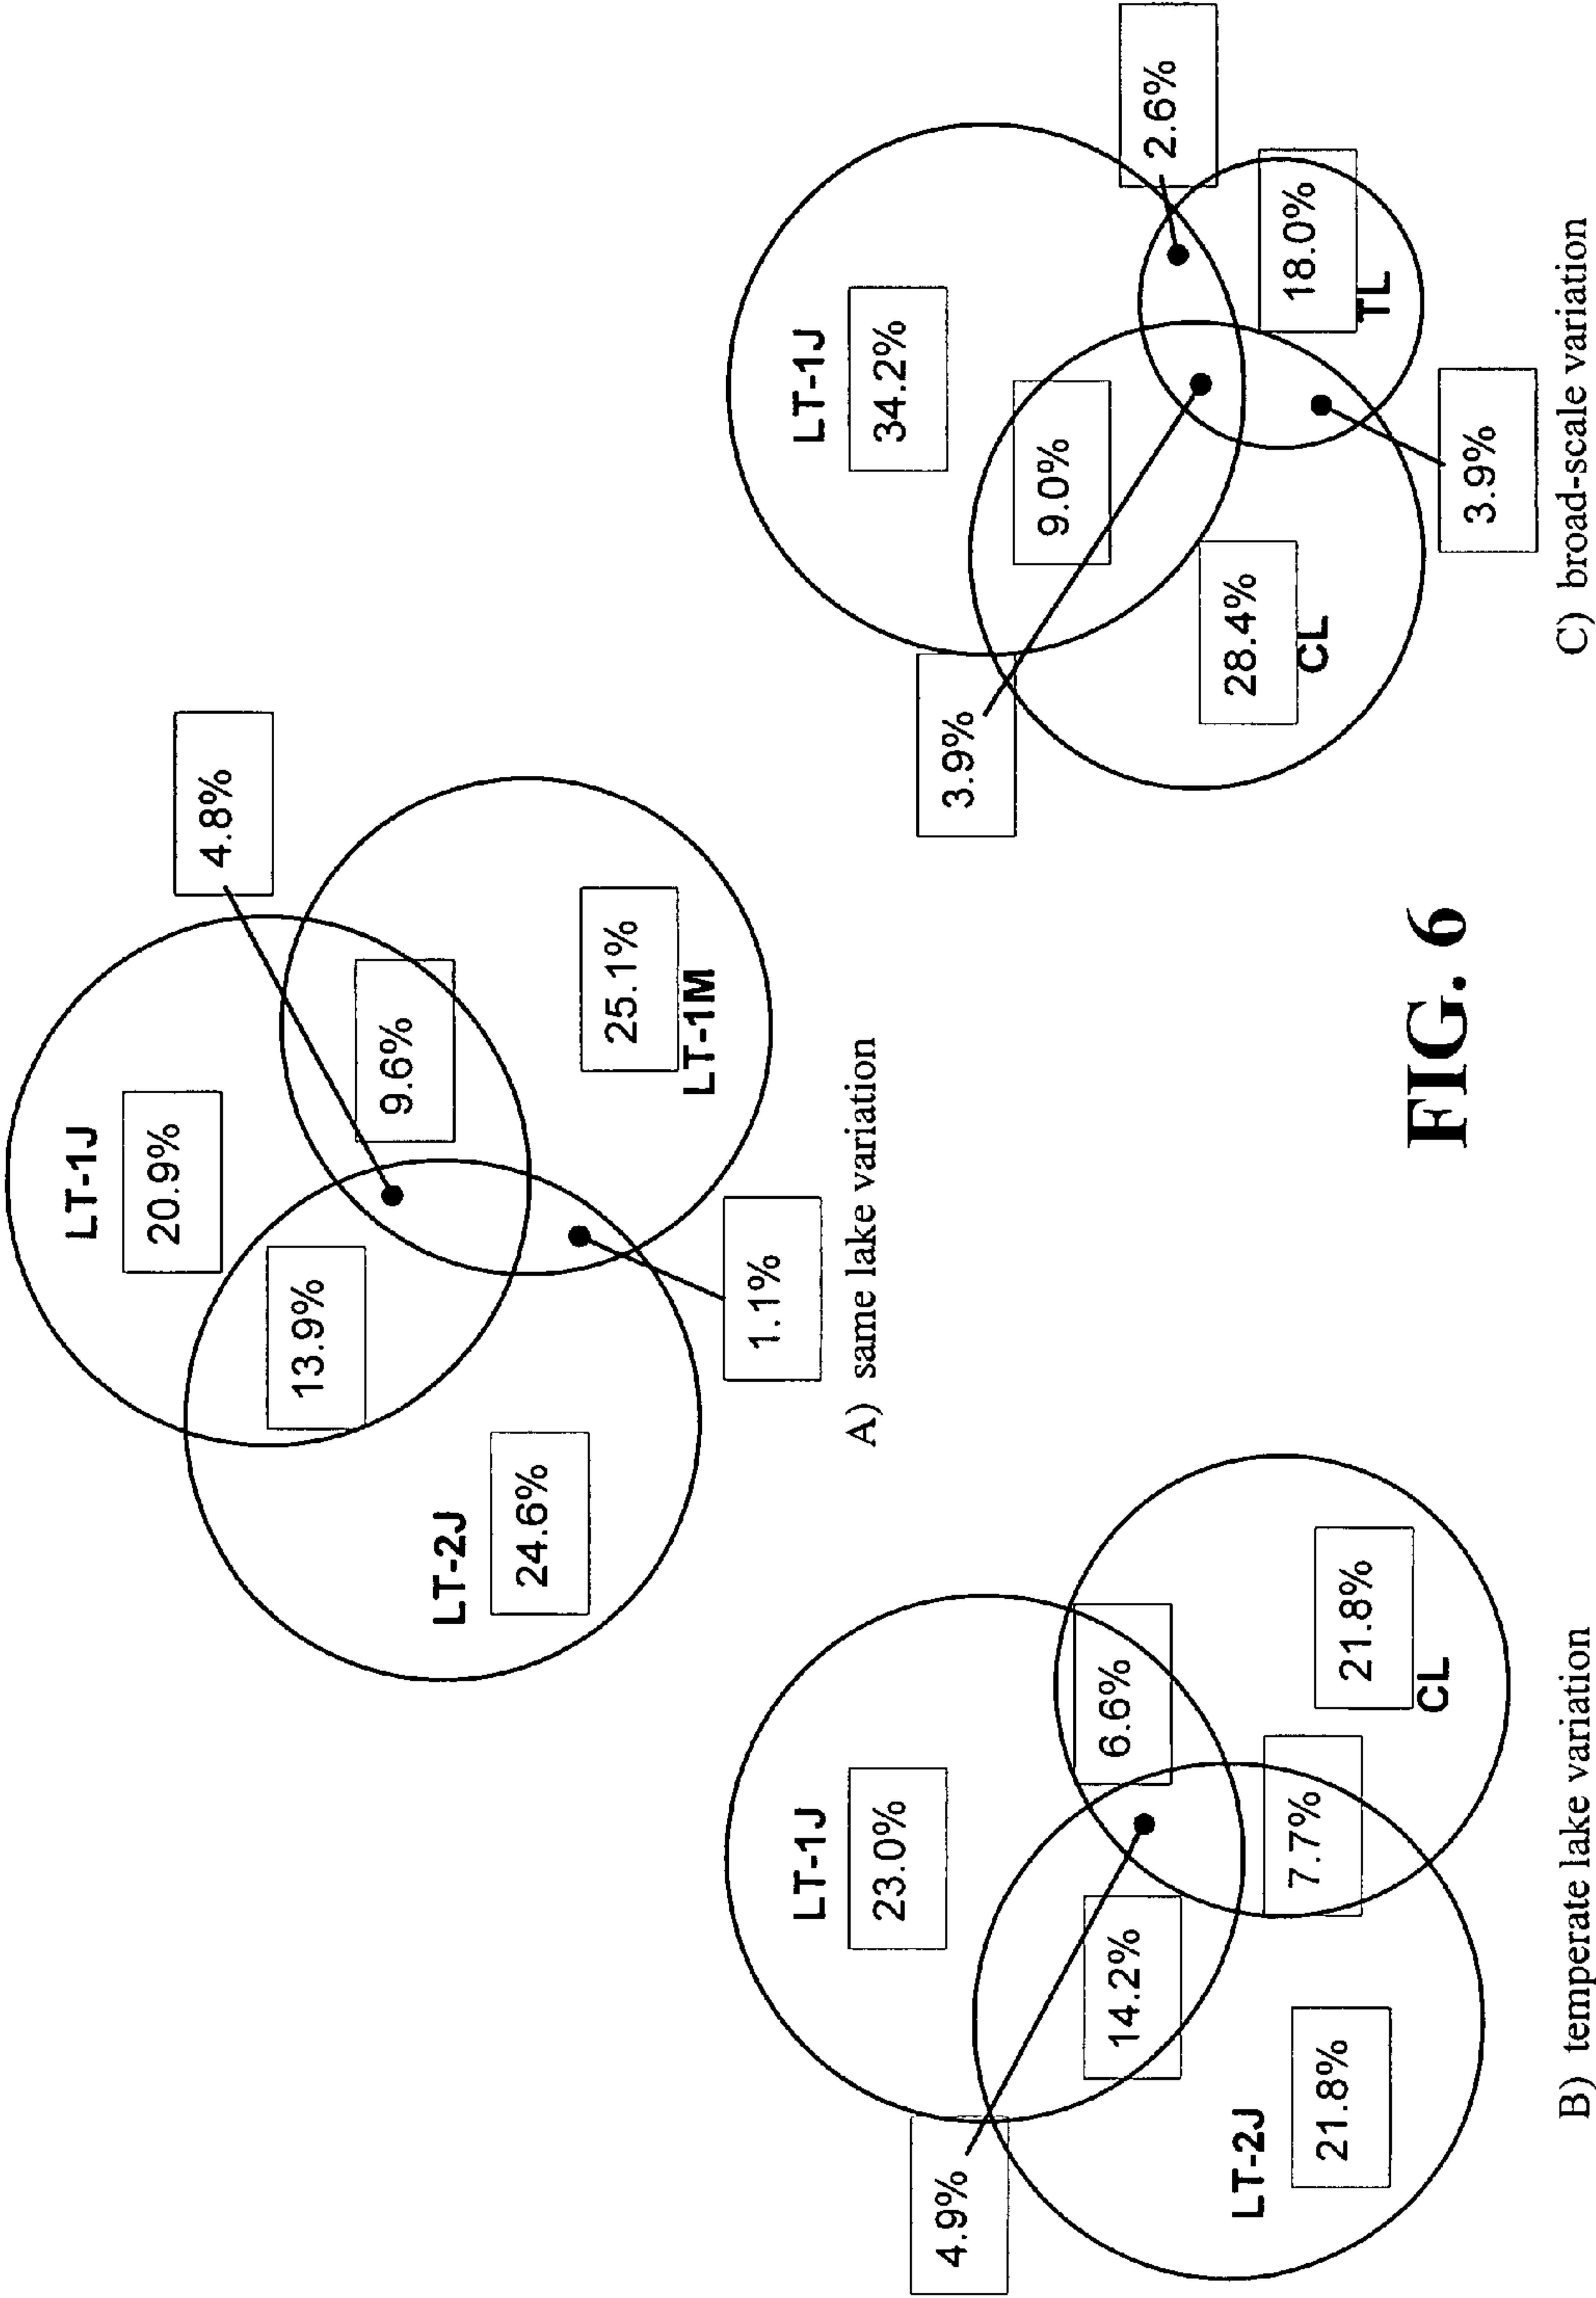 LT-1J
20.9%
4.8%
13.9%
9.6%
LT-2J
24.6%
25.1%
LT-1M
1.1%
A) same lake variation
LT-1J
23.0%
4.9%
14.2%
6.6%
LT-2J
21.8%
7.7%
21.8%
CL
B) temperate lake variation
LT-1J
34.2%
3.9%
9.0%
2.6%
28.4%
CL
18.0%
TL
3.9%
C) broad-scale variation
FIG. 6